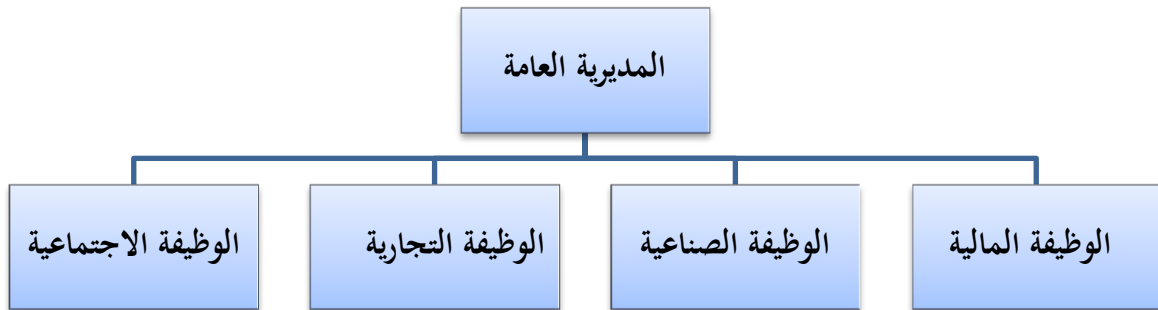 المديرية العامة
الوظيفة المالية
الوظيفة الصناعية
الوظيفة التجارية
الوظيفة الاجتماعية